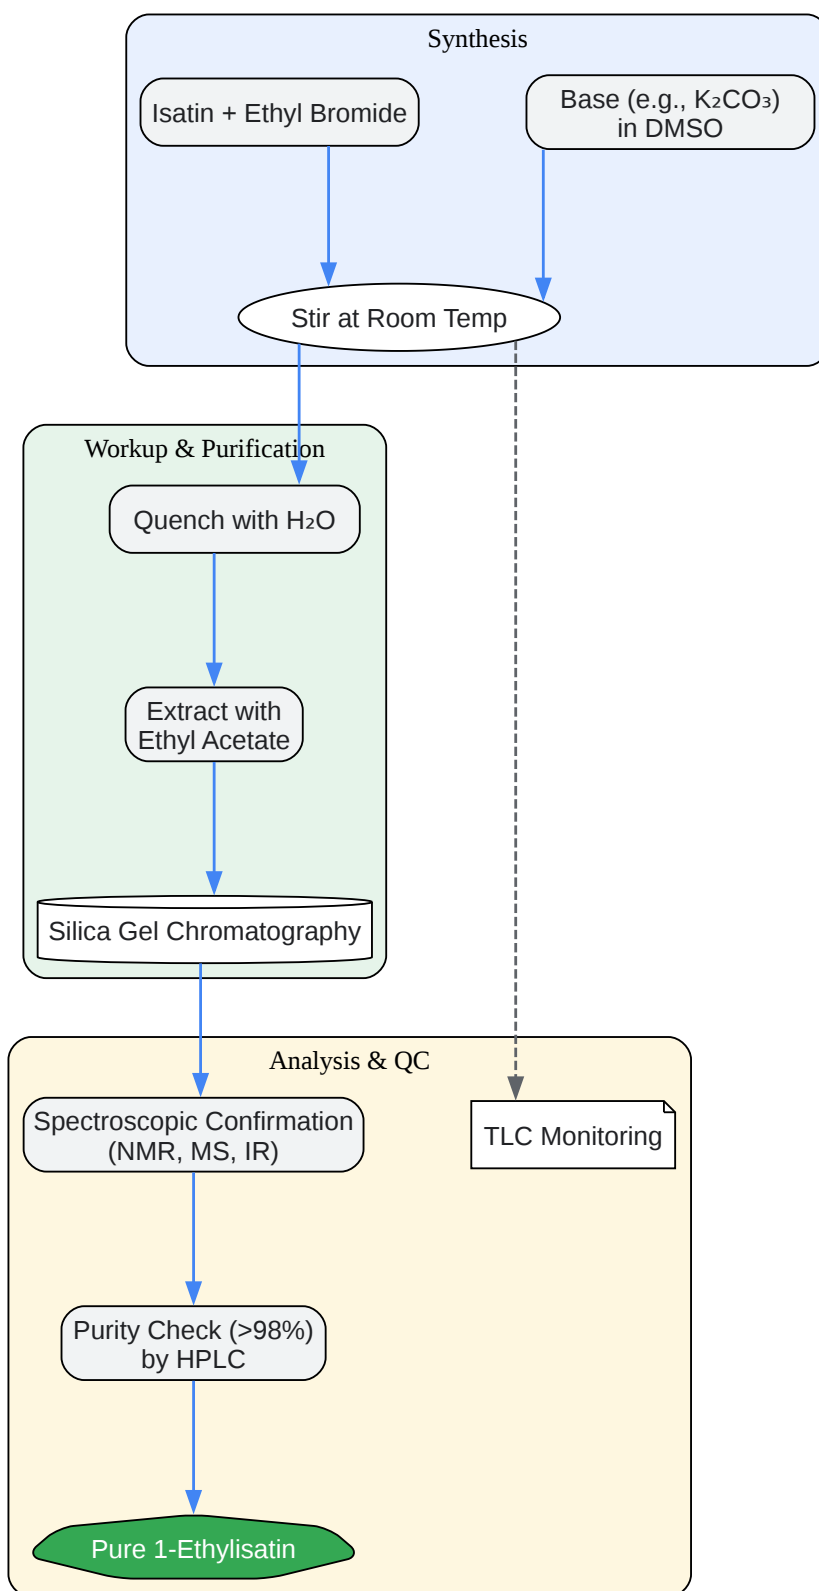 Synthesis
Isatin + Ethyl Bromide
Base (e.g., K₂CO₃)
in DMSO
Stir at Room Temp
Workup & Purification
Quench with H₂O
Extract with
Ethyl Acetate
Silica Gel Chromatography
Analysis & QC
Spectroscopic Confirmation
(NMR, MS, IR)
TLC Monitoring
Purity Check (>98%)
by HPLC
Pure 1-Ethylisatin